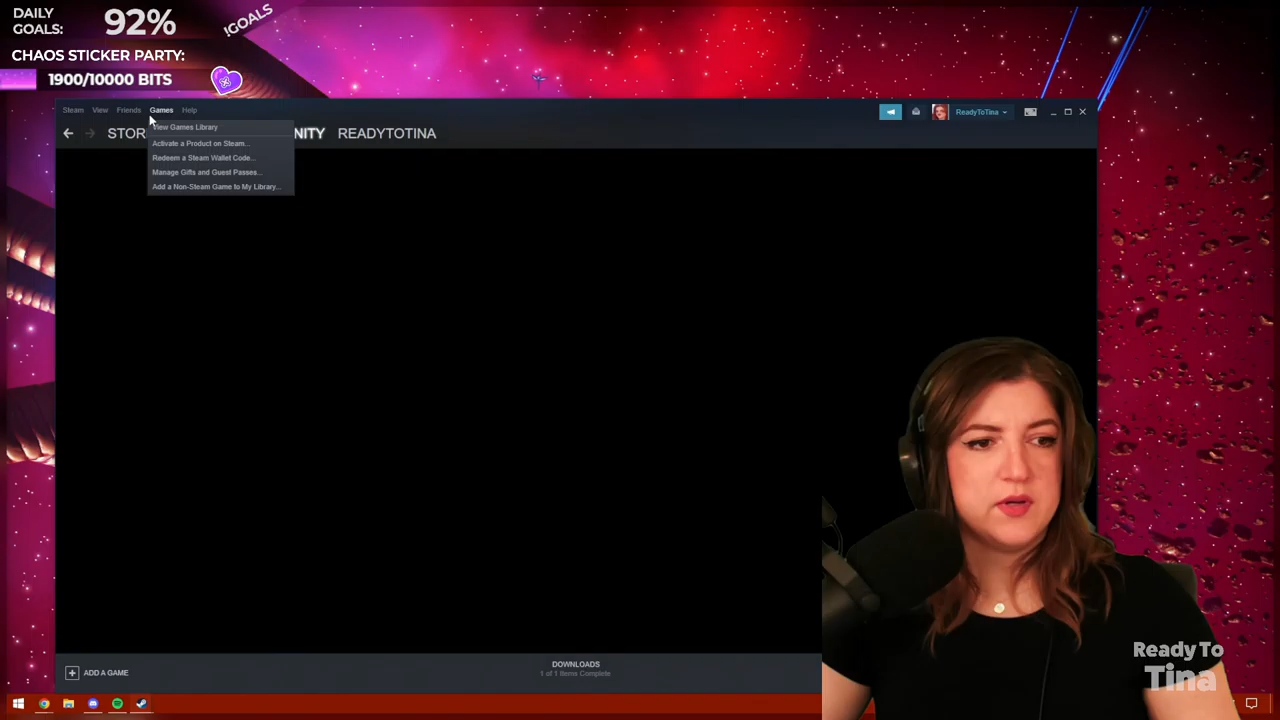 DAILY
GOALS:
92%
!GOALS
CHAOS STICKER PARTY:
1900/10000 BITS
Steam View Friends Games Help
ReadyToTina
STOR
NITY
READYTOTINA
View Games Library
Activate a Product on Steam...
Redeem a Steam Wallet Code...
Manage Gifts and Guest Passes...
Add a Non-Steam Game to My Library...
ADD A GAME
DOWNLOADS
1 of 1 Items Complete
ReadyTo
Tina